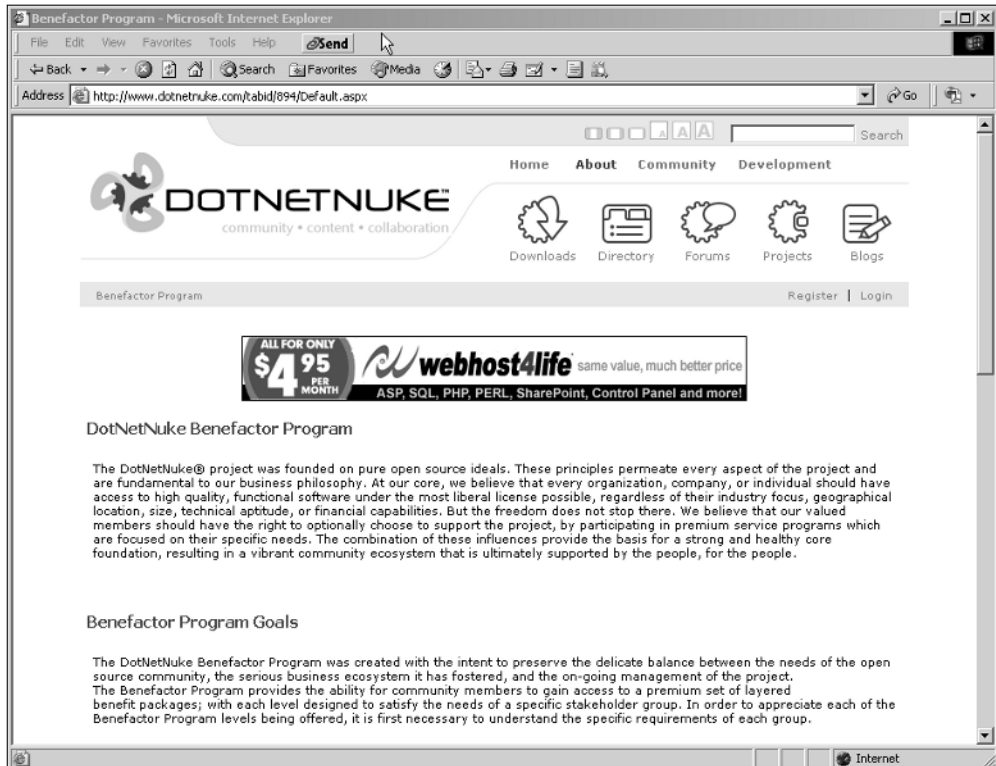 Benefactor Program - Microsoft Internet Explorer
File Edit View Favorites Tools Help Send
Back Search Favorites Media
Address http://www.dotnetnuke.com/tabid/894/Default.aspx Go
A A A Search
Home About Community Development
DOTNETNUKE™
community • content • collaboration
Downloads Directory Forums Projects Blogs
Benefactor Program Register | Login
ALL FOR ONLY
$4.95
PER
MONTH
webhost4life same value, much better price
ASP, SQL, PHP, PERL, SharePoint, Control Panel and more!
DotNetNuke Benefactor Program
The DotNetNuke® project was founded on pure open source ideals. These principles permeate every aspect of the project and
are fundamental to our business philosophy. At our core, we believe that every organization, company, or individual should have
access to high quality, functional software under the most liberal license possible, regardless of their industry focus, geographical
location, size, technical aptitude, or financial capabilities. But the freedom does not stop there. We believe that our valued
members should have the right to optionally choose to support the project, by participating in premium service programs which
are focused on their specific needs. The combination of these influences provide the basis for a strong and healthy core
foundation, resulting in a vibrant community ecosystem that is ultimately supported by the people, for the people.
Benefactor Program Goals
The DotNetNuke Benefactor Program was created with the intent to preserve the delicate balance between the needs of the open
source community, the serious business ecosystem it has fostered, and the on-going management of the project.
The Benefactor Program provides the ability for community members to gain access to a premium set of layered
benefit packages; with each level designed to satisfy the needs of a specific stakeholder group. In order to appreciate each of the
Benefactor Program levels being offered, it is first necessary to understand the specific requirements of each group.
Internet